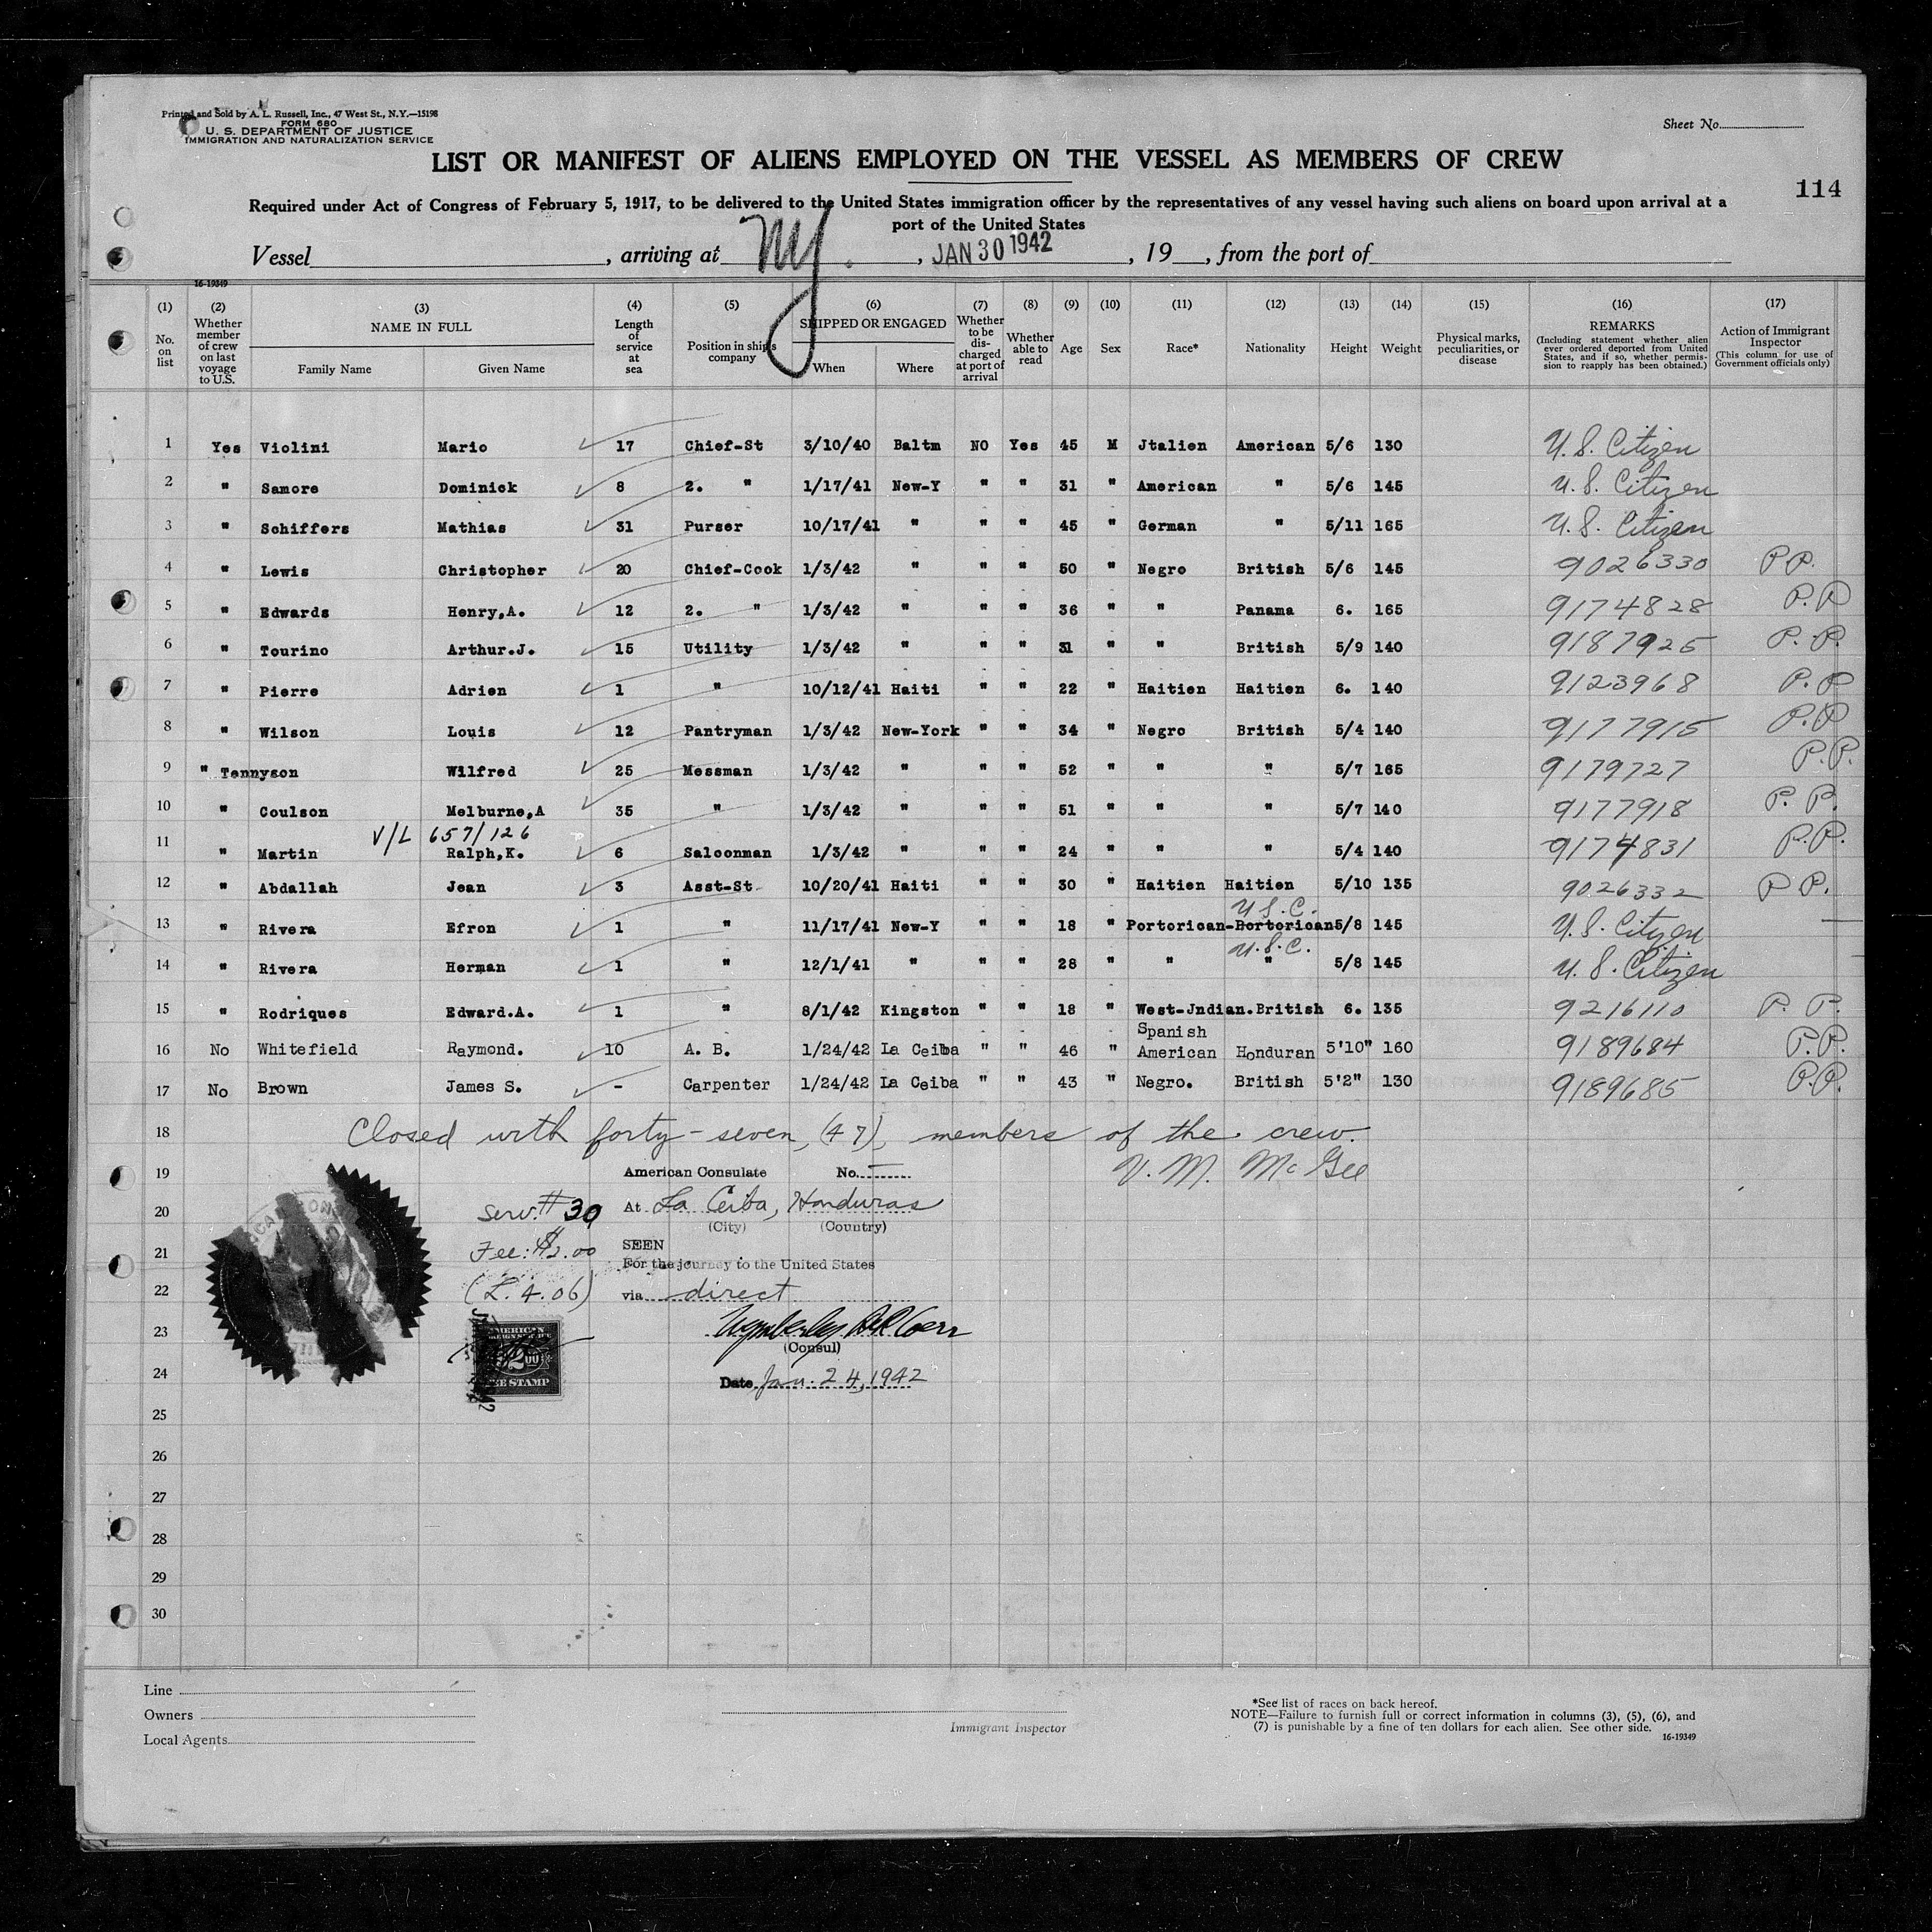 Printed and Sold by A. L. Russell, Inc., 47 West St., N.Y.—15198
FORM 680
U. S. DEPARTMENT OF JUSTICE
IMMIGRATION AND NATURALIZATION SERVICE
Sheet No.
LIST OR MANIFEST OF ALIENS EMPLOYED ON THE VESSEL AS MEMBERS OF CREW
114
Required under Act of Congress of February 5, 1917, to be delivered to the United States immigration officer by the representatives of any vessel having such aliens on board upon arrival at a
port of the United States
Vessel , arriving at NY. , JAN 30 1942 , 19 , from the port of
16-19349
(1) (2) (3) (4) (5) (6) (7) (8) (9) (10) (11) (12) (13) (14) (15) (16) (17)
No. on list
Whether member of crew on last voyage to U.S.
NAME IN FULL
Family Name Given Name
Length of service at sea
Position in ship's company
SHIPPED OR ENGAGED
When Where
Whether to be discharged at port of arrival
Whether able to read
Age Sex Race* Nationality Height Weight
Physical marks, peculiarities, or disease
REMARKS
(Including statement whether alien ever ordered deported from United States, and if so, whether permission to reapply has been obtained.)
Action of Immigrant Inspector
(This column for use of Government officials only)
1 Yes Violini Mario 17 Chief-St 3/10/40 Baltm NO Yes 45 M Jtalien American 5/6 130 U.S. Citizen
2 " Samore Dominick 8 2. " 1/17/41 New-Y " " 31 " American " 5/6 145 U.S. Citizen
3 " Schiffers Mathias 31 Purser 10/17/41 " " " 45 " German " 5/11 165 U.S. Citizen
4 " Lewis Christopher 20 Chief-Cook 1/3/42 " " " 50 " Negro British 5/6 145 9026330 P.P.
5 " Edwards Henry,A. 12 2. " 1/3/42 " " " 36 " " Panama 6. 165 9174828 P.P
6 " Tourino Arthur.J. 15 Utility 1/3/42 " " " 31 " " British 5/9 140 9187925 P.P.
7 " Pierre Adrien 1 " 10/12/41 Haiti " " 22 " Haitien Haitien 6. 140 9123968 P.P
8 " Wilson Louis 12 Pantryman 1/3/42 New-York " " 34 " Negro British 5/4 140 9177915 P.P
9 " Tennyson Wilfred 25 Messman 1/3/42 " " " 52 " " " 5/7 165 9179727 P.P.
10 " Coulson Melburne,A 35 " 1/3/42 " " " 51 " " " 5/7 140 9177918 P.P.
V/L 657/126
11 " Martin Ralph,K. 6 Saloonman 1/3/42 " " " 24 " " " 5/4 140 9174831 P.P.
12 " Abdallah Jean 3 Asst-St 10/20/41 Haiti " " 30 " Haitien Haitien 5/10 135 9026332 P.P.
U.S.C.
13 " Rivera Efron 1 " 11/17/41 New-Y " " 18 " Portorican-Portorican 5/8 145 U.S. Citizen
U.S.C.
14 " Rivera Herman 1 " 12/1/41 " " " 28 " " " 5/8 145 U.S. Citizen
15 " Rodriques Edward.A. 1 " 8/1/42 Kingston " " 18 " West-Jndian.British 6. 135 9216110 P.P.
16 No Whitefield Raymond. 10 A. B. 1/24/42 La Ceiba " " 46 " Spanish American Honduran 5'10" 160 9189684 P.P.
17 No Brown James S. - Carpenter 1/24/42 La Ceiba " " 43 " Negro. British 5'2" 130 9189685 P.P.
18 Closed with forty-seven, (47), members of the crew.
19 American Consulate No. — V. M. McGee
20 Serv. # 30 At La Ceiba, Honduras
(City) (Country)
21 Fee: $2.00 SEEN
For the journey to the United States
22 (L. 4.06) via direct
23
(Consul)
24 Date Jan. 24, 1942
AMERICAN
FOREIGN SERVICE
$2.00
FEE STAMP
25
26
27
28
29
30
Line
Owners
Local Agents
Immigrant Inspector
*See list of races on back hereof.
NOTE—Failure to furnish full or correct information in columns (3), (5), (6), and
(7) is punishable by a fine of ten dollars for each alien. See other side.
16-19349